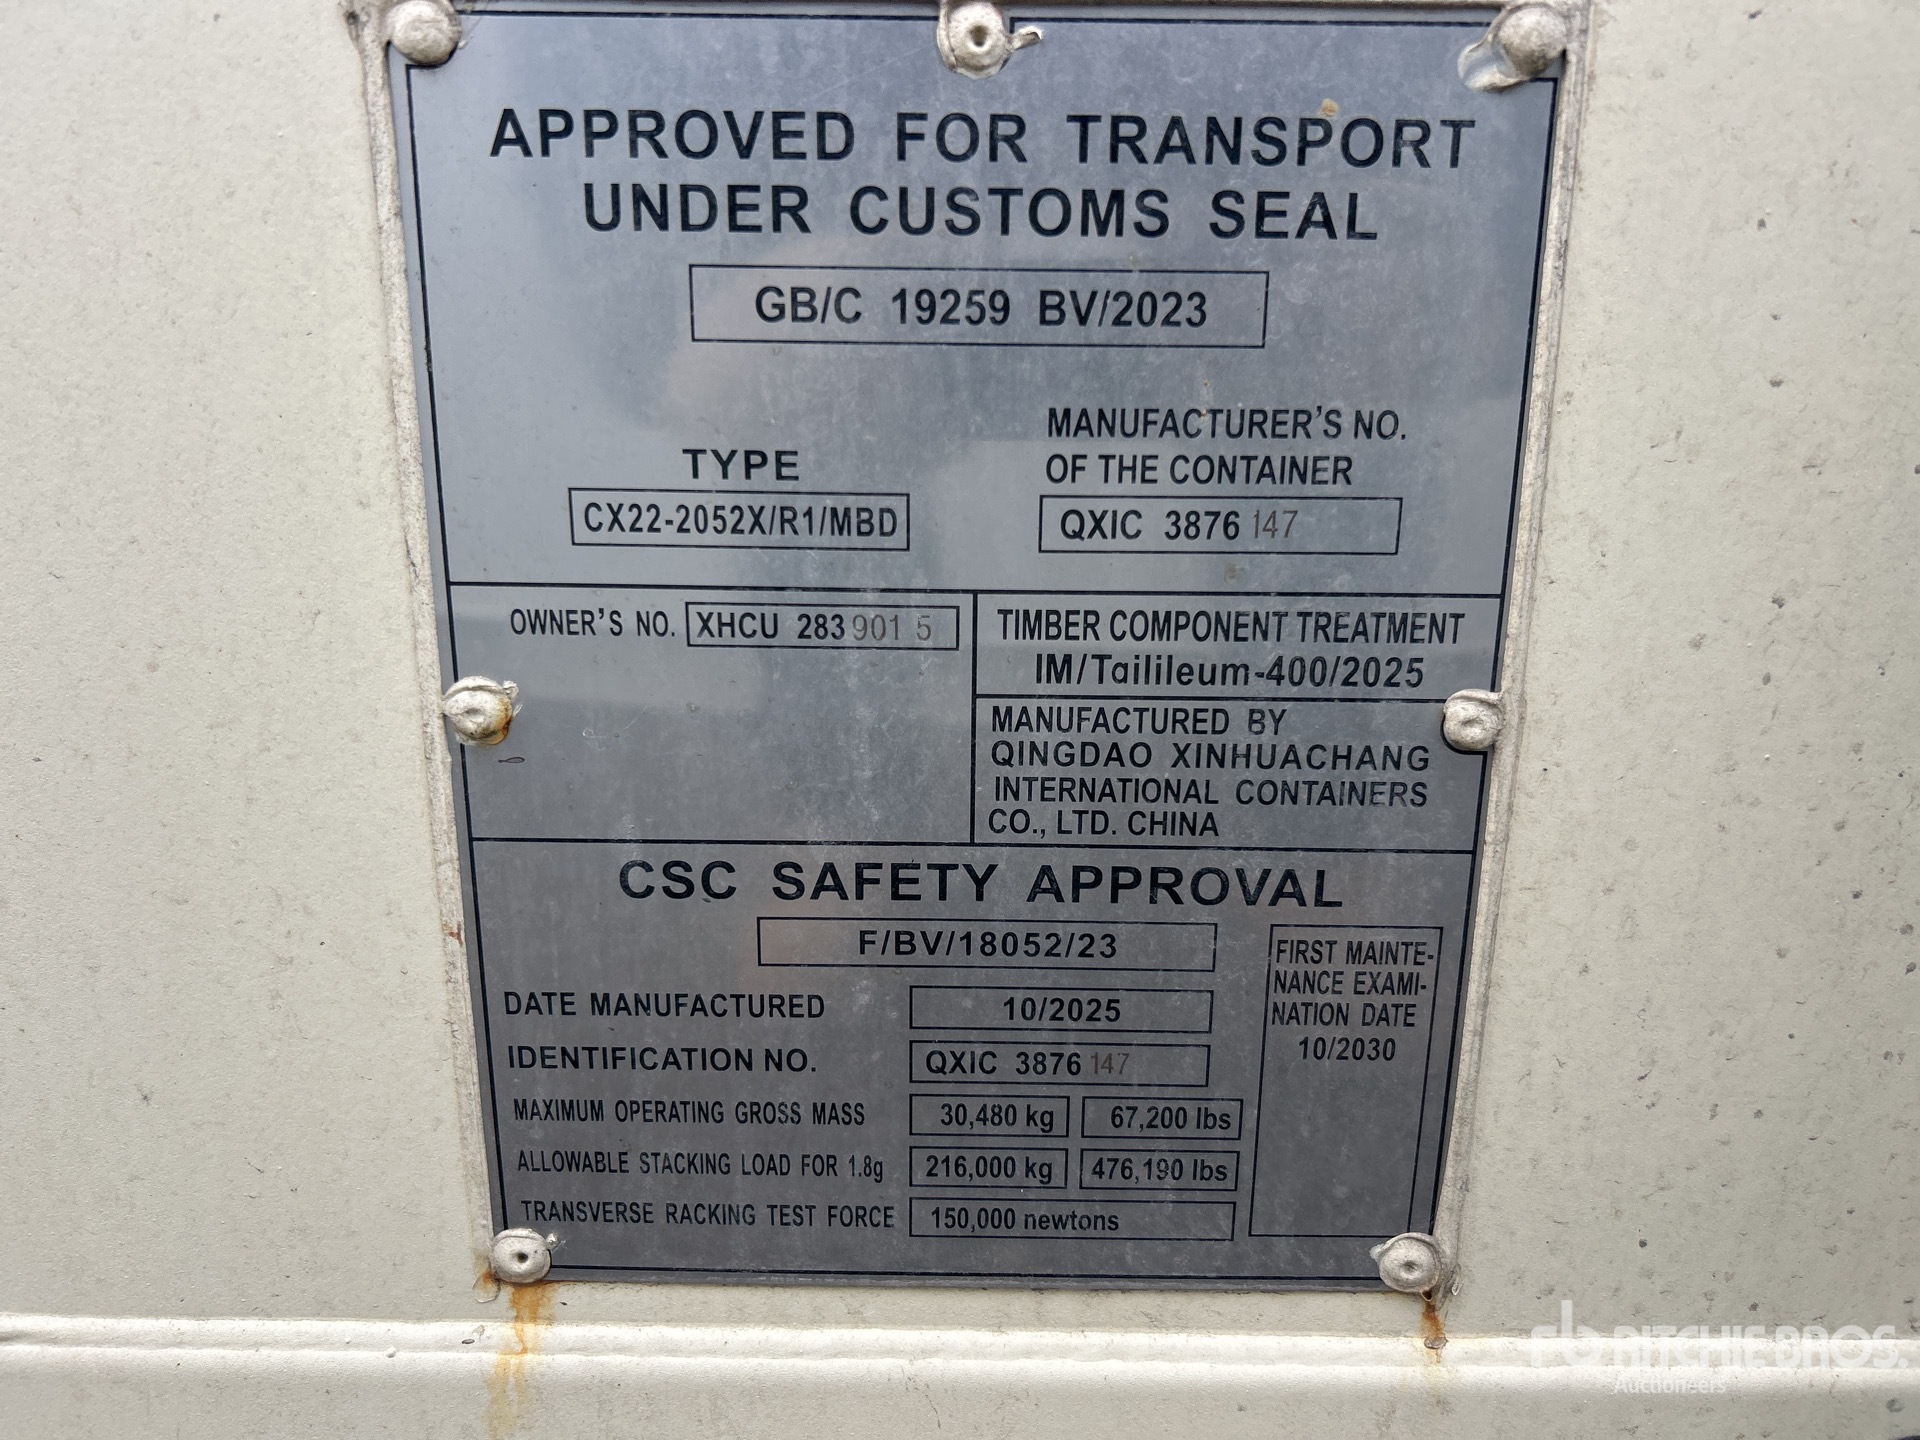 APPROVED FOR TRANSPORT
UNDER CUSTOMS SEAL
GB/C 19259 BV/2023
TYPE
CX22-2052X/R1/MBD
MANUFACTURER'S NO.
OF THE CONTAINER
QXIC 3876 147
OWNER'S NO. XHCU 283 901 5
TIMBER COMPONENT TREATMENT
IM/Tailileum-400/2025
MANUFACTURED BY
QINGDAO XINHUACHANG
INTERNATIONAL CONTAINERS
CO., LTD. CHINA
CSC SAFETY APPROVAL
F/BV/18052/23
DATE MANUFACTURED 10/2025
IDENTIFICATION NO. QXIC 3876 147
MAXIMUM OPERATING GROSS MASS 30,480 kg 67,200 lbs
ALLOWABLE STACKING LOAD FOR 1.8g 216,000 kg 476,190 lbs
TRANSVERSE RACKING TEST FORCE 150,000 newtons
FIRST MAINTE-
NANCE EXAMI-
NATION DATE
10/2030
rb RITCHIE BROS.
Auctioneers